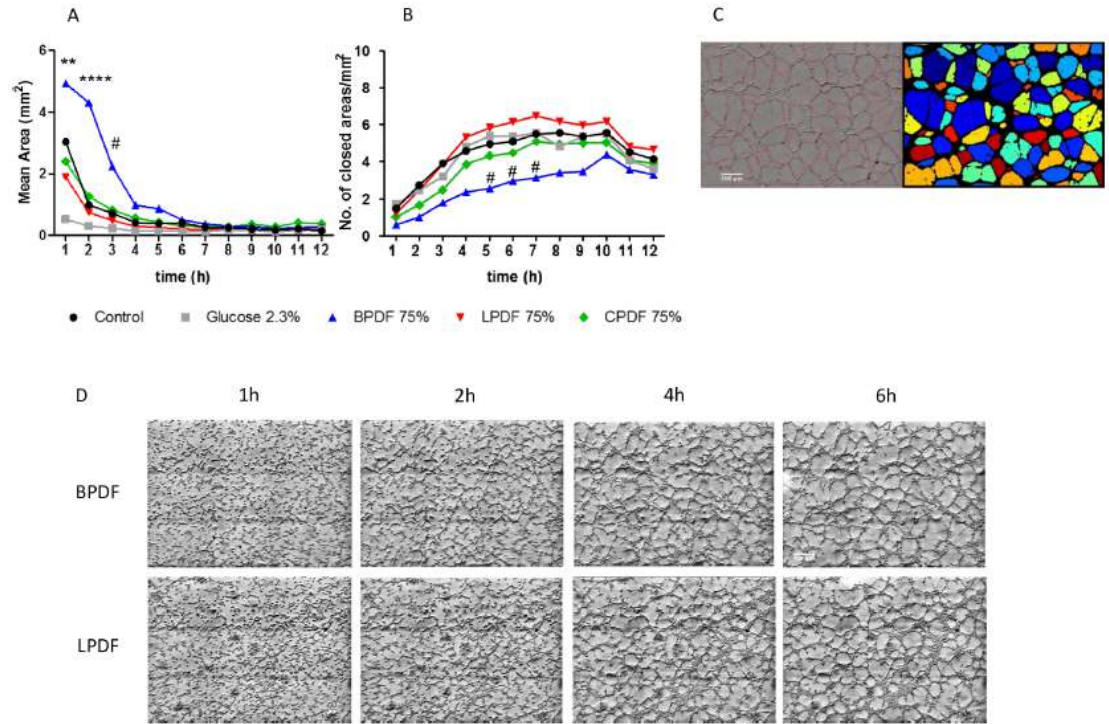 A
B
C
Mean Area (mm²)
6
4
2
0
**
****
#
1 2 3 4 5 6 7 8 9 10 11 12
time (h)
No. of closed areas/mm²
10
8
6
4
2
0
# # #
1 2 3 4 5 6 7 8 9 10 11 12
time (h)
Control Glucose 2.3% BPDF 75% LPDF 75% CPDF 75%
D
1h 2h 4h 6h
BPDF
LPDF